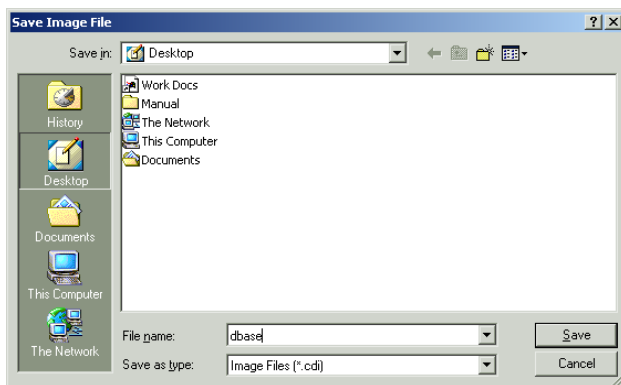 Save Image File
Save in: Desktop
History
Desktop
Documents
This Computer
The Network
Work Docs
Manual
The Network
This Computer
Documents
File name: dbase Save
Save as type: Image Files (*.cdi) Cancel